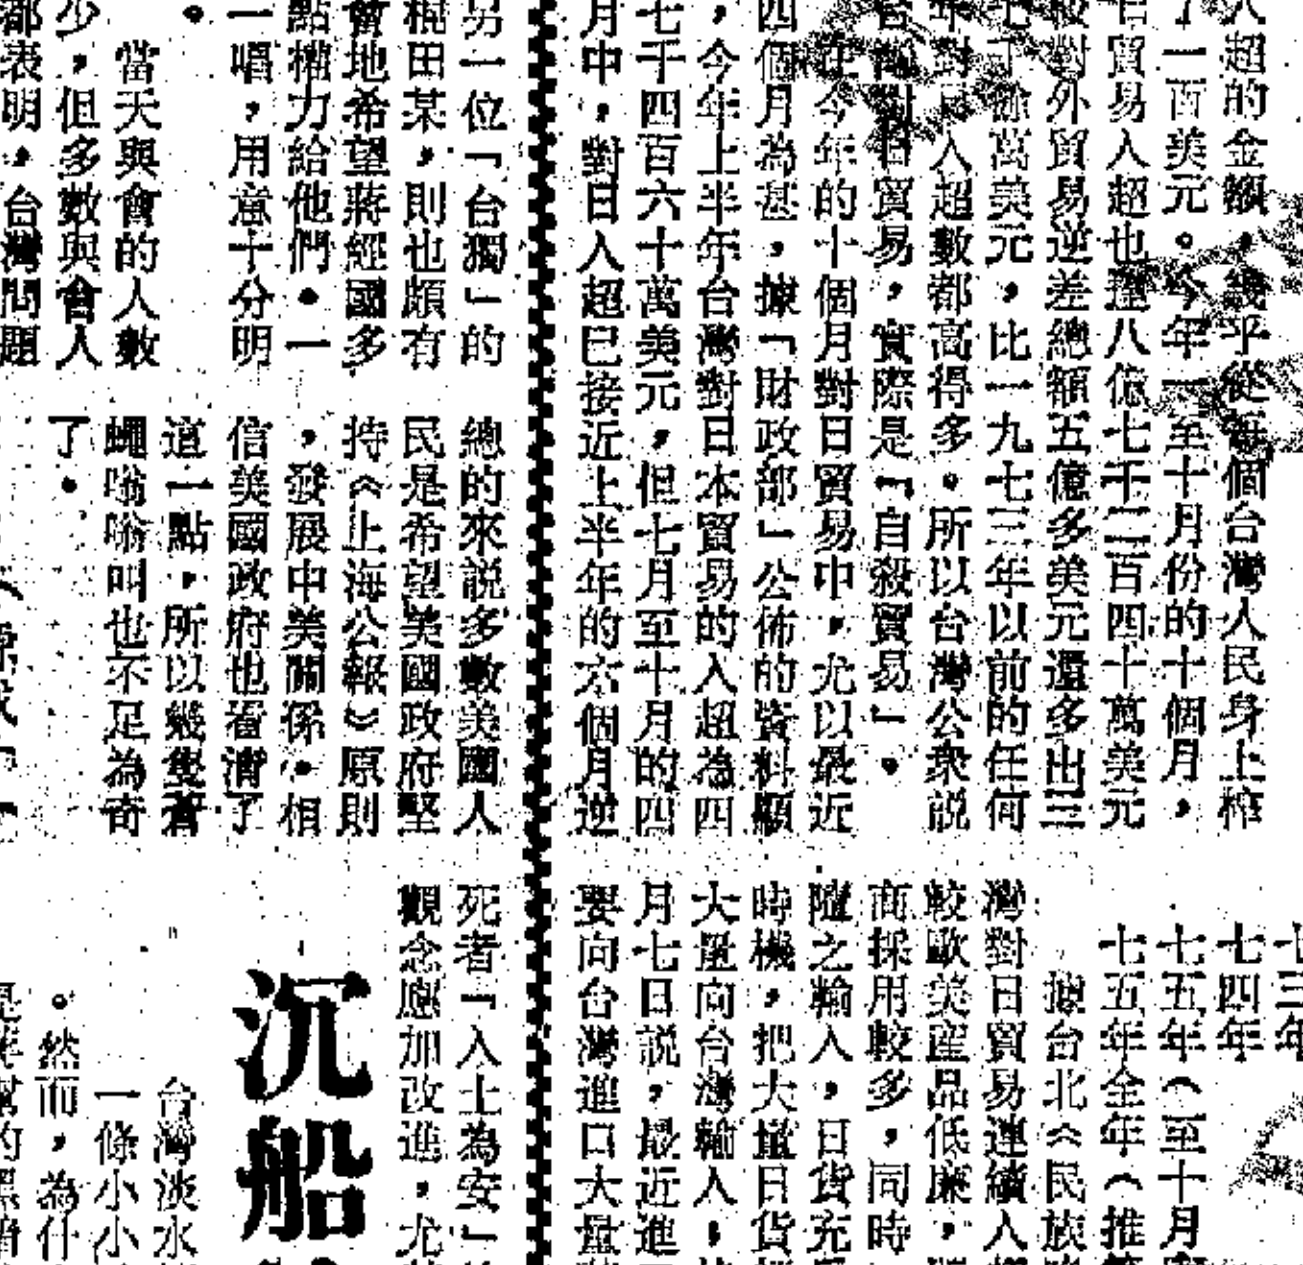 入超的金額，幾乎從每個台灣人民身上榨
了一百美元。今年一至十月份的十個月，
貿易入超也達八億七千二百四十萬美元
較對外貿易逆差總額五億多美元還多出三
千餘萬美元，比一九七三年以前的任何
年對日入超數都高得多。所以台灣公衆説
台灣對日貿易，實際是「自殺貿易」。
在今年的十個月對日貿易中，尤以最近
四個月為甚，據「財政部」公佈的資料顯
，今年上半年台灣對日本貿易的入超為四
七千四百六十萬美元，但七月至十月的四
月中，對日入超已接近上半年的六個月逆
七三年
七四年
七五年（至十月
七五年全年（推
據台北《民族
灣對日貿易連續入
較歐美産品低廉，
商採用較多，同時
隨之輸入，日貨充
時機，把大量日貨
大量向台灣輸入，
月七日説，最近進
要向台灣進口大量
另一位「台獨」的
棍田某，則也頗有
會地希望蔣經國多
點權力給他們。一
一唱，用意十分明
。
當天與會的人數
少，但多數與會人
都表明，台灣問題
總的來説多數美國人
民是希望美國政府堅
持《上海公報》原則
，發展中美關係。相
信美國政府也看清了
道一點，所以幾隻蒼
蠅嗡嗡叫也不足為奇
了。
死者「入土為安」
觀念應加改進，尤
沉船
台灣淡水
一條小小
。然而，為什